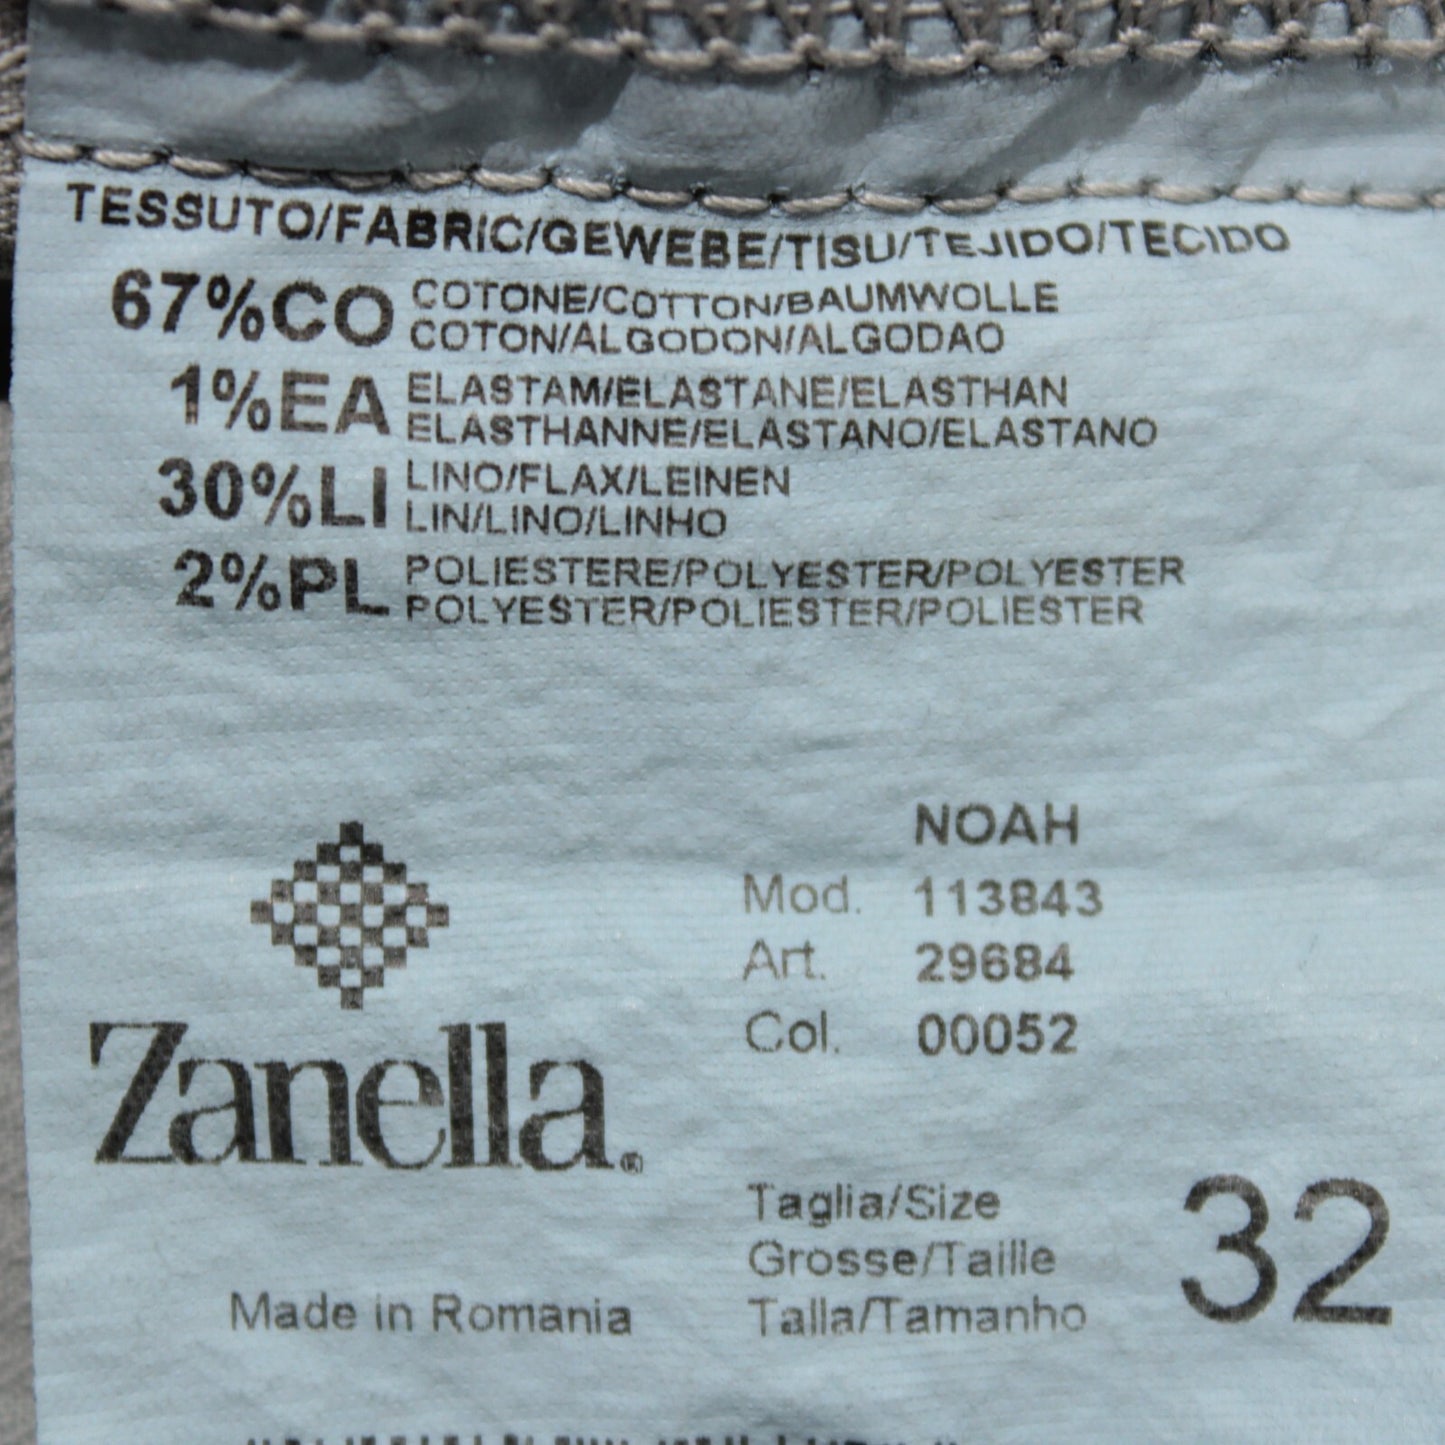 TESSUTO/FABRIC/GEWEBE/TISU/TEJIDO/TECIDO
67%CO COTONE/COTTON/BAUMWOLLE
COTON/ALGODON/ALGODAO
1%EA ELASTAM/ELASTANE/ELASTHAN
ELASTHANNE/ELASTANO/ELASTANO
30%LI LINO/FLAX/LEINEN
LIN/LINO/LINHO
2%PL POLIESTERE/POLYESTER/POLYESTER
POLYESTER/POLIESTER/POLIESTER
NOAH
Mod. 113843
Art. 29684
Col. 00052
Zanella®
Made in Romania
Taglia/Size
Grosse/Taille
Talla/Tamanho
32